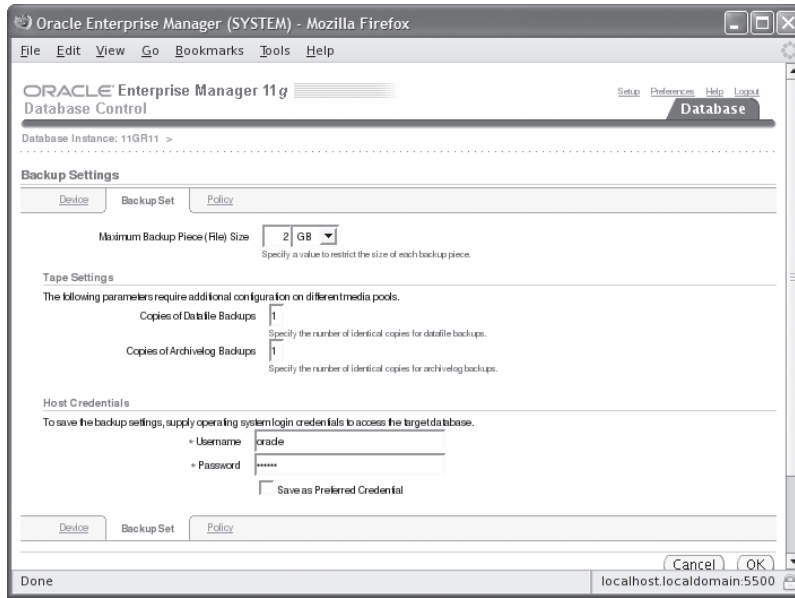 Oracle Enterprise Manager (SYSTEM) - Mozilla Firefox
File Edit View Go Bookmarks Tools Help
ORACLE Enterprise Manager 11g
Database Control
Setup Preferences Help Logout
Database
Database Instance: 11GR11 >
Backup Settings
Device Backup Set Policy
Maximum Backup Piece (File) Size 2 GB
Specify a value to restrict the size of each backup piece.
Tape Settings
The following parameters require additional configuration on different media pools.
Copies of Datafile Backups 1
Specify the number of identical copies for datafile backups.
Copies of Archivelog Backups 1
Specify the number of identical copies for archivelog backups.
Host Credentials
To save the backup settings, supply operating system login credentials to access the target database.
* Username oracle
* Password ••••••
Save as Preferred Credential
Device Backup Set Policy
Cancel OK
Done localhost.localdomain:5500